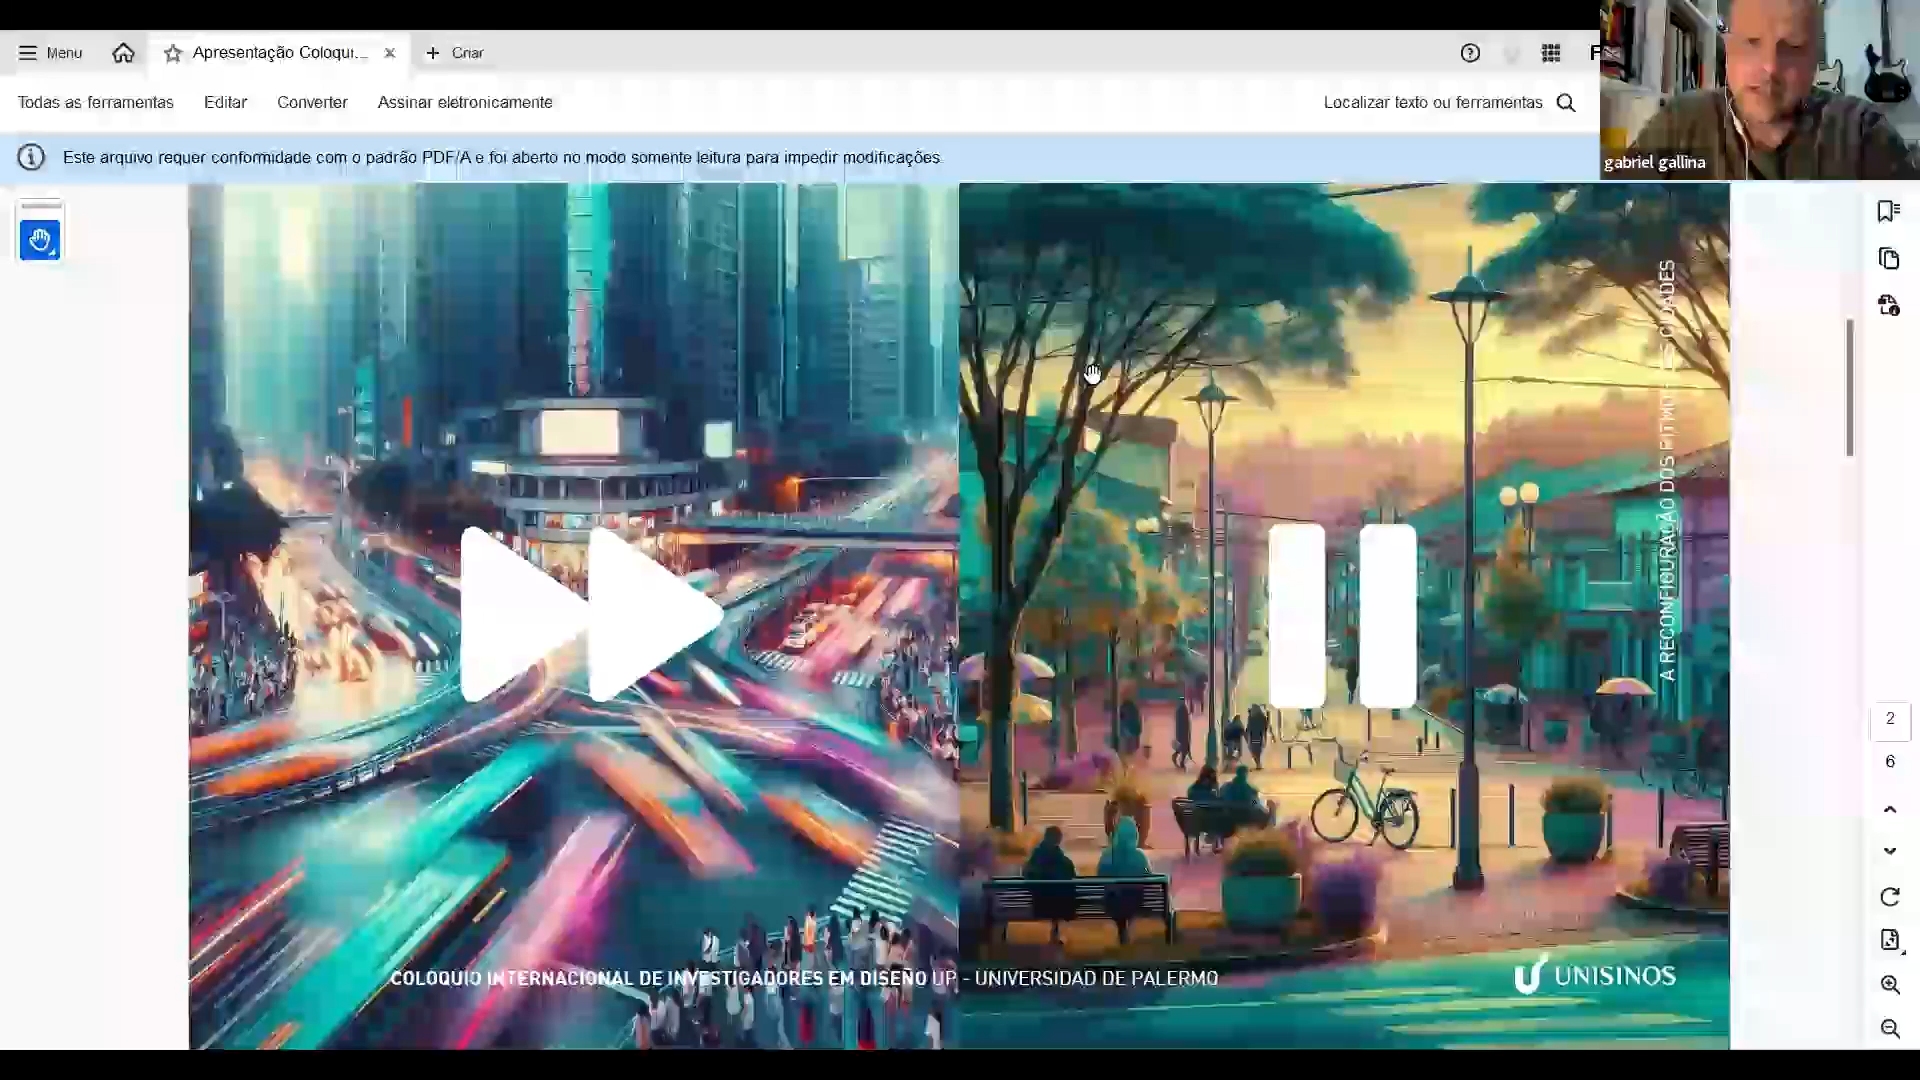 Menu
Apresentação Coloqui...
Criar
Todas as ferramentas
Editar
Converter
Assinar eletronicamente
Localizar texto ou ferramentas
Este arquivo requer conformidade com o padrão PDF/A e foi aberto no modo somente leitura para impedir modificações.
gabriel gallina
A RECONFIGURAÇÃO DOS RITMOS
CIDADES
2
6
COLOQUIO INTERNACIONAL DE INVESTIGADORES EM DISEÑO UP - UNIVERSIDAD DE PALERMO
UNISINOS